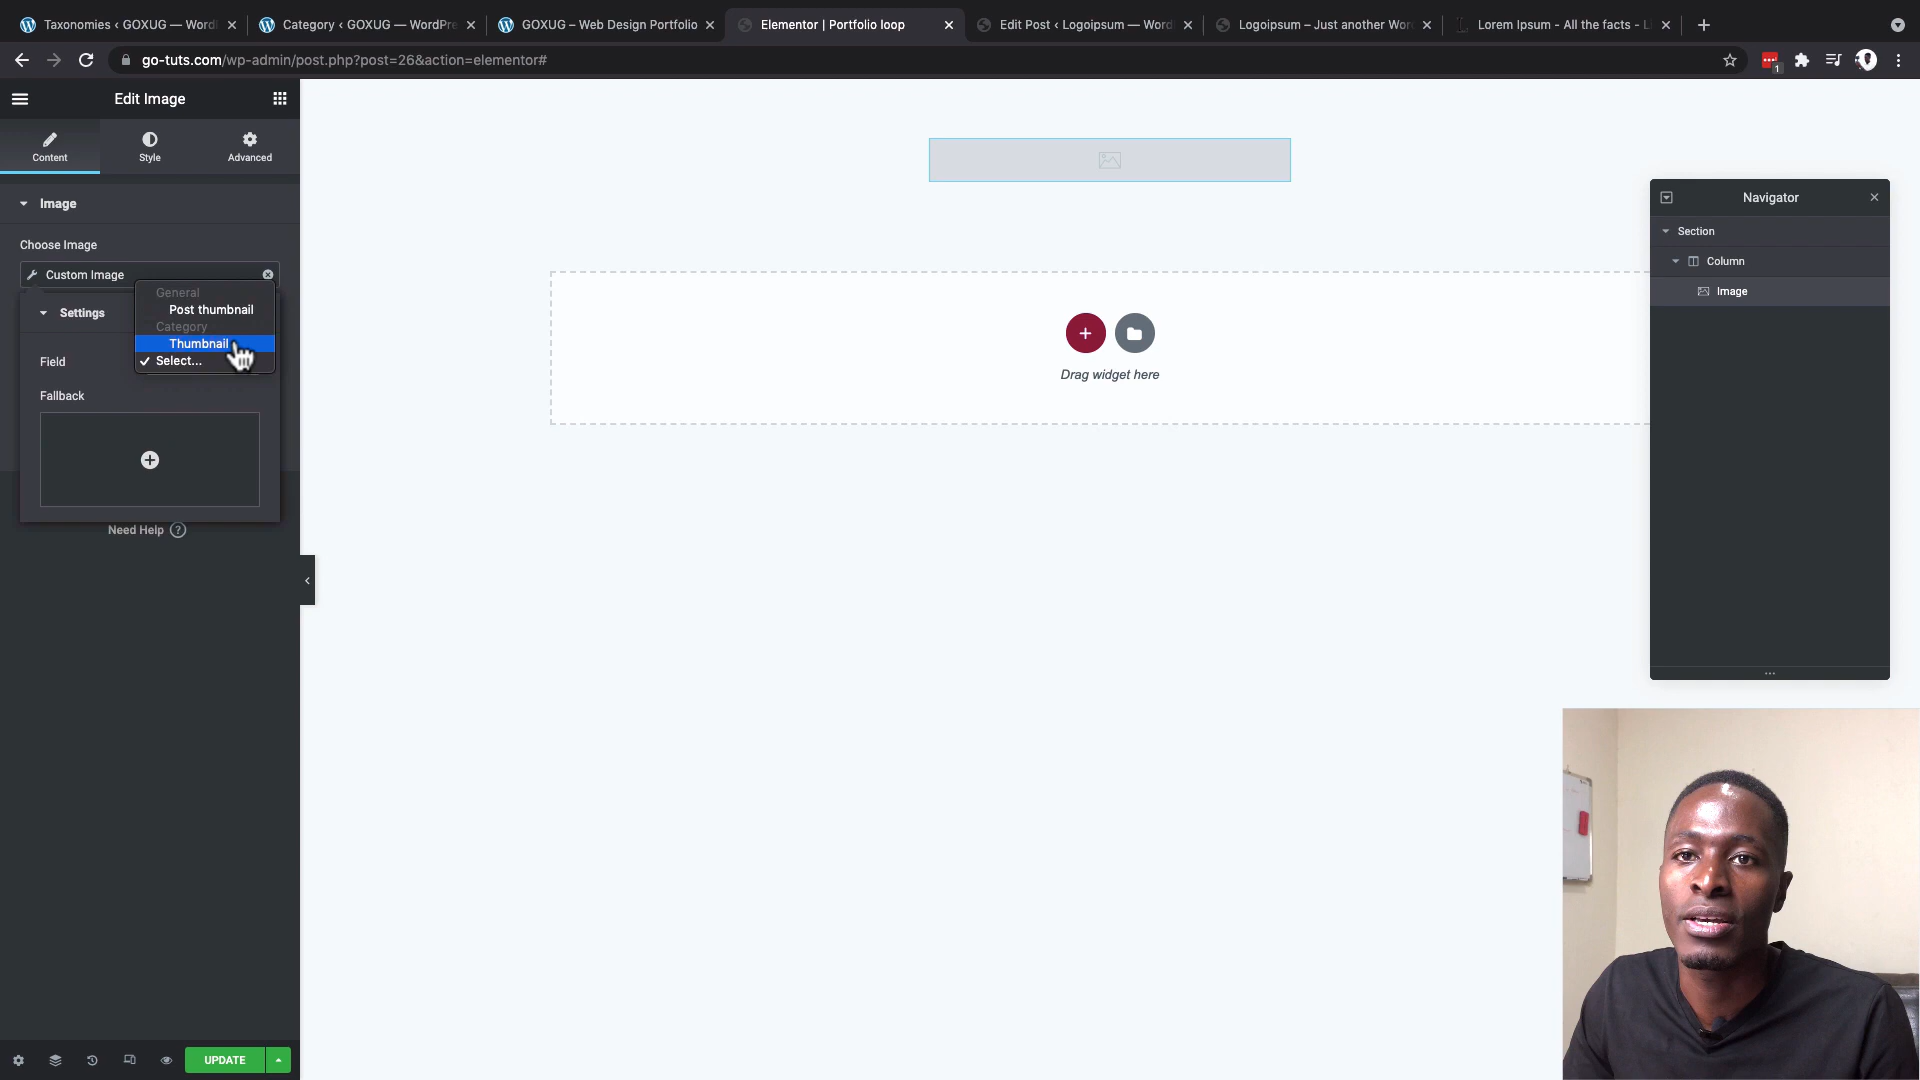 Taxonomies ‹ GOXUG — Word
Category ‹ GOXUG — WordPre
GOXUG – Web Design Portfolio
Elementor | Portfolio loop
Edit Post ‹ Logoipsum — Word
Logoipsum – Just another Wor
Lorem Ipsum - All the facts - L
go-tuts.com/wp-admin/post.php?post=26&action=elementor#
1
Edit Image
Content
Style
Advanced
Image
Choose Image
Custom Image
General
Post thumbnail
Category
Thumbnail
Select...
Settings
Field
Fallback
Need Help ?
UPDATE
Drag widget here
Navigator
Section
Column
Image